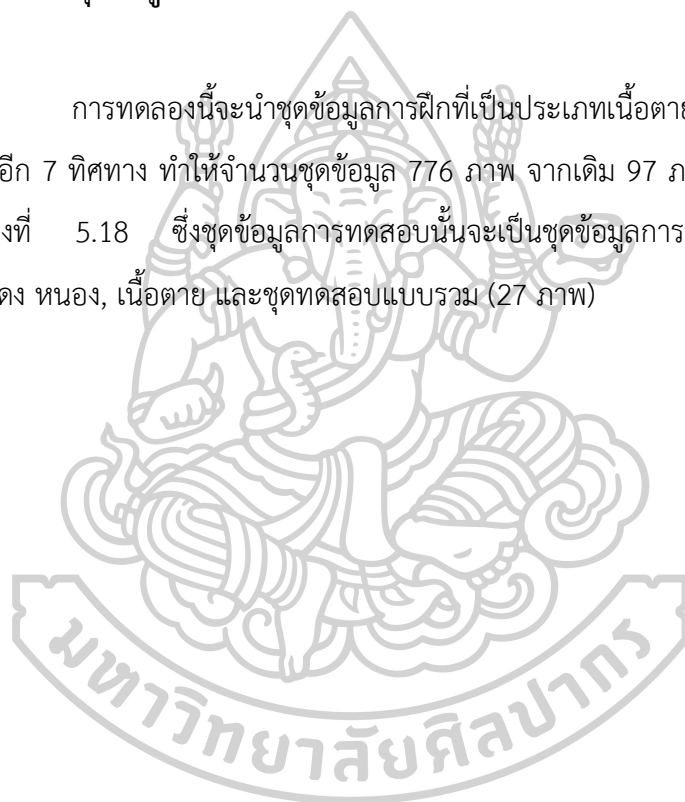 การทดลองนี้จะนำชุดข้อมูลการฝึกที่เป็นประเภทเนื้อตาย
อีก 7 ทิศทาง ทำให้จำนวนชุดข้อมูล 776 ภาพ จากเดิม 97 ภ
งที่ 5.18 ซึ่งชุดข้อมูลการทดสอบนั้นจะเป็นชุดข้อมูลการ
ดง หนอง, เนื้อตาย และชุดทดสอบแบบรวม (27 ภาพ)
มหาวิทยาลัยศิลปากร